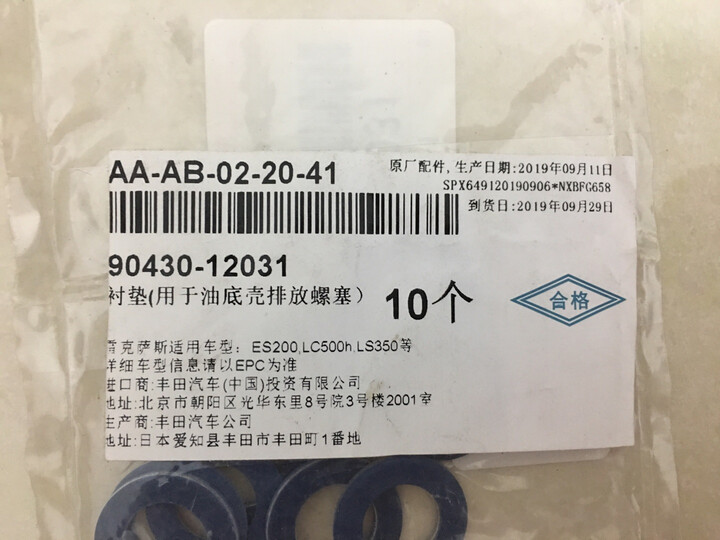 AA-AB-02-20-41
原厂配件,生产日期:2019年09月11日
SPX649120190906*NXBFG658
到货日:2019年09月29日
90430-12031
衬垫(用于油底壳排放螺塞)
10个
合格
雷克萨斯适用车型: ES200,LC500h,LS350等
详细车型信息请以EPC为准
进口商:丰田汽车(中国)投资有限公司
地址:北京市朝阳区光华东里8号院3号楼2001室
生产商:丰田汽车公司
地址:日本爱知县丰田市丰田町1番地